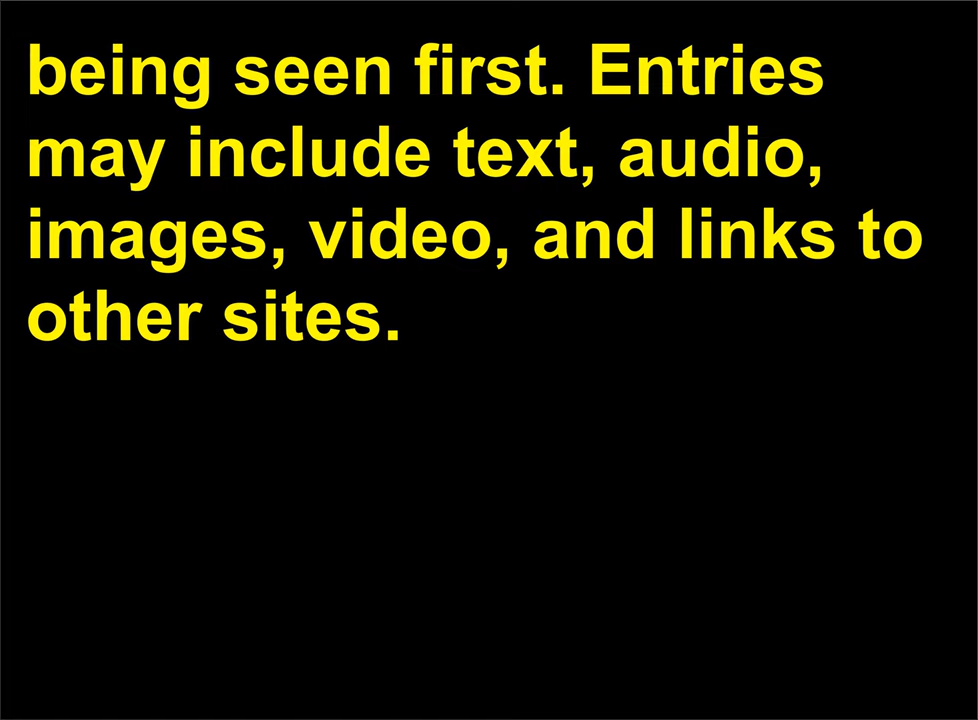 being seen first. Entries
may include text, audio,
images, video, and links to
other sites.